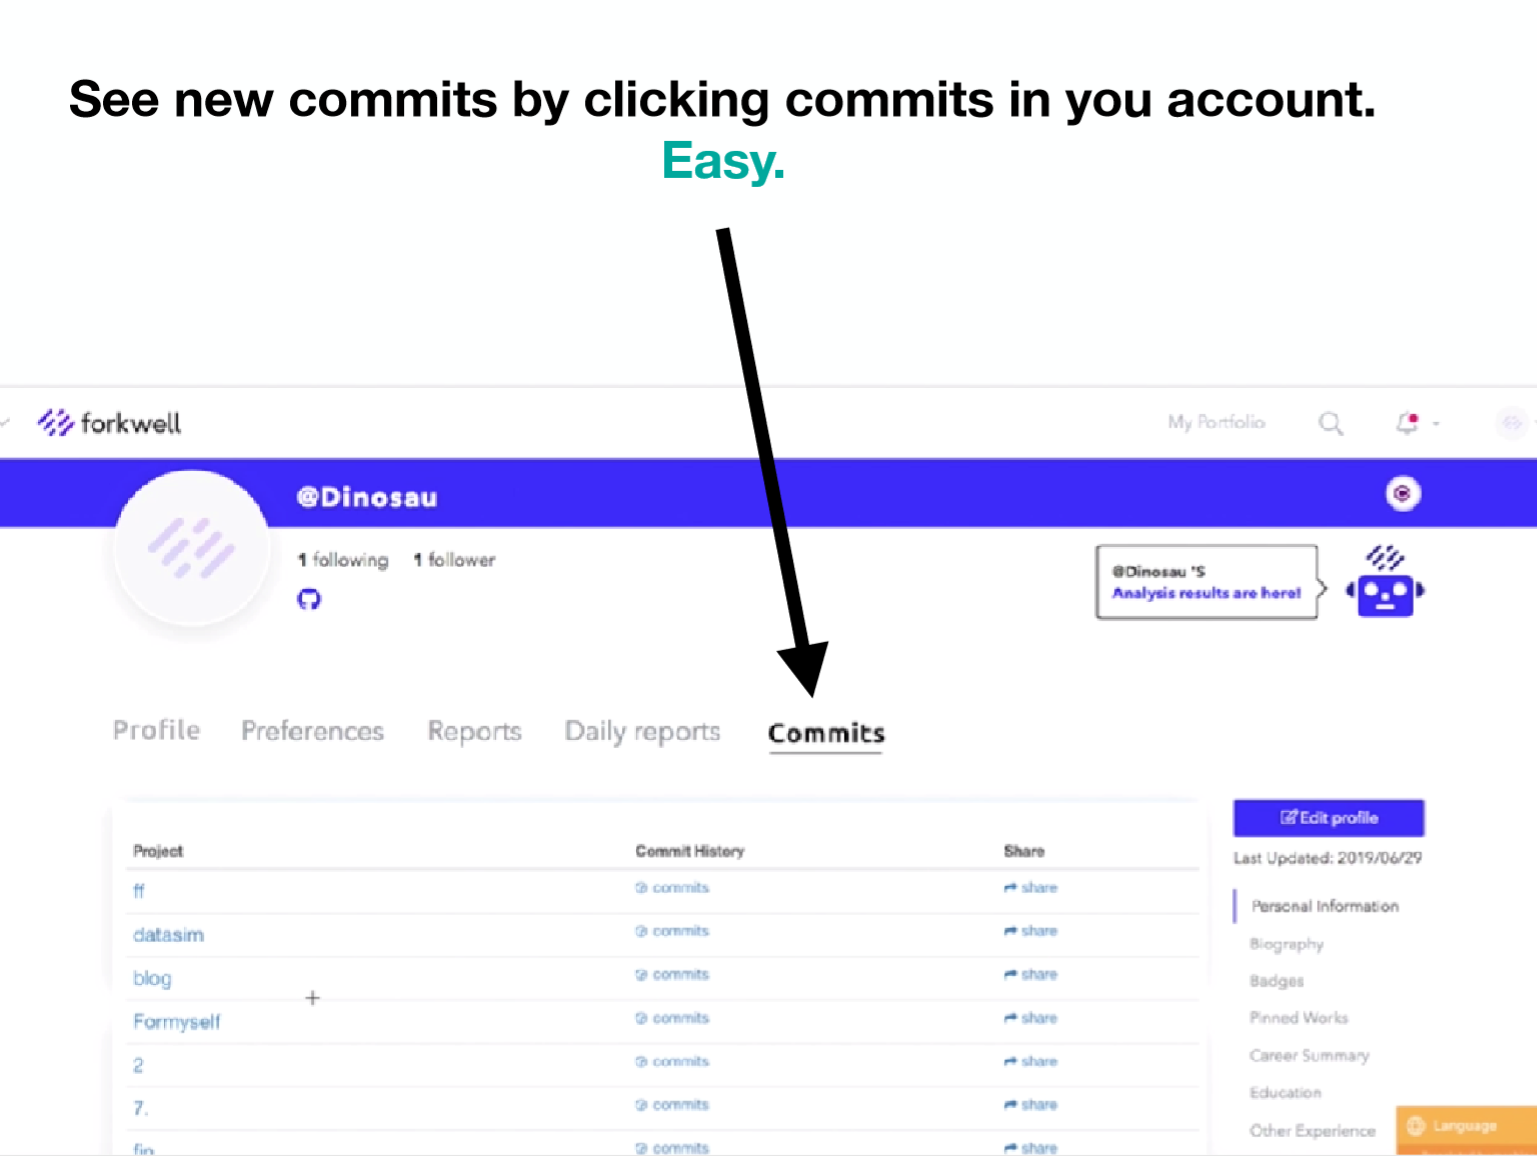 See new commits by clicking commits in you account.
Easy.
forkwell
My Portfolio
@Dinosau
1 following 1 follower
@Dinosau 'S
Analysis results are here!
Profile Preferences Reports Daily reports Commits
Edit profile
Last Updated: 2019/06/29
Project Commit History Share
ff commits share
datasim commits share
blog commits share
Formyself commits share
2 commits share
7. commits share
fin commits share
Personal Information
Biography
Badges
Pinned Works
Career Summary
Education
Other Experience
Language